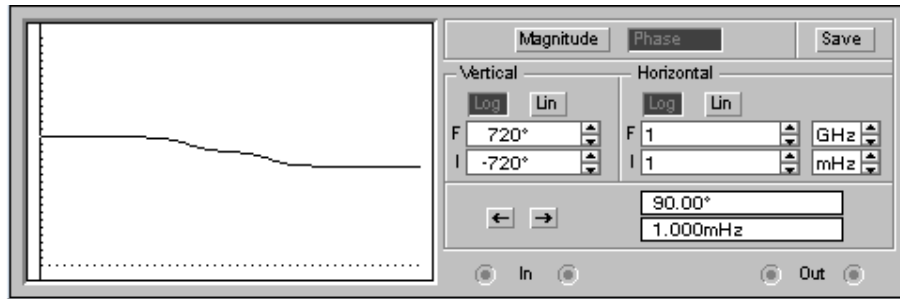 Magnitude Phase Save
Vertical Horizontal
Log Lin Log Lin
F 720° F 1 GHz
I -720° I 1 mHz
← → 90.00°
1.000mHz
In Out